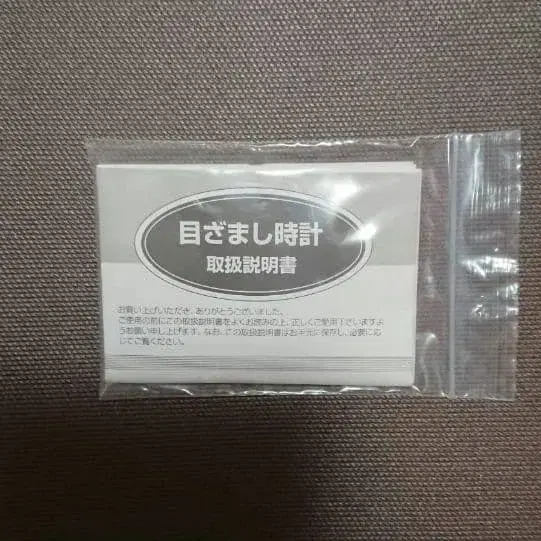 目ざまし時計
取扱説明書
お買い上げいただき、ありがとうございました。
ご使用の前にこの取扱説明書をよくお読みの上、正しくご使用下さいますよ
うお願い申し上げます。なお、この取扱説明書はお手元に保存し、必要に応
じてご覧ください。